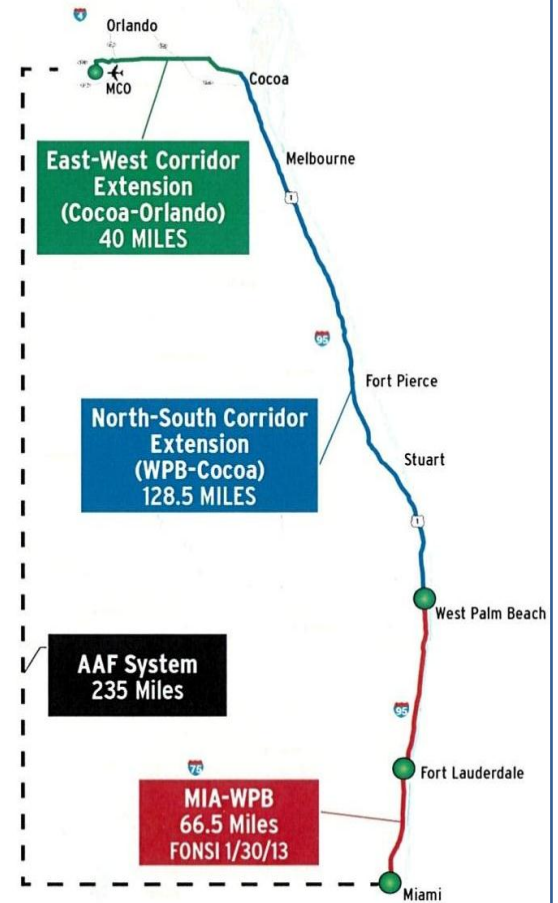 4
Orlando
MCO
Cocoa
East-West Corridor
Extension
(Cocoa-Orlando)
40 MILES
Melbourne
1
95
Fort Pierce
North-South Corridor
Extension
(WPB-Cocoa)
128.5 MILES
Stuart
1
West Palm Beach
AAF System
235 Miles
95
75
Fort Lauderdale
MIA-WPB
66.5 Miles
FONSI 1/30/13
Miami